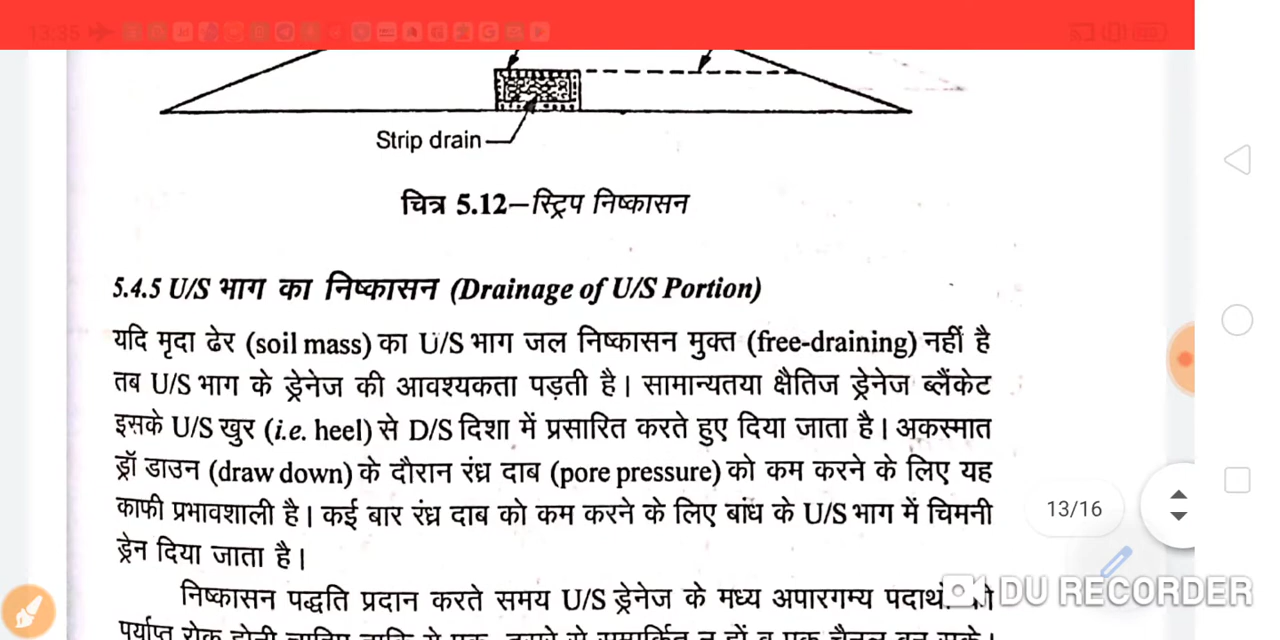 13:35
Strip drain
चित्र 5.12–स्ट्रिप निष्कासन
5.4.5 U/S भाग का निष्कासन (Drainage of U/S Portion)
यदि मृदा ढेर (soil mass) का U/S भाग जल निष्कासन मुक्त (free-draining) नहीं है
तब U/S भाग के ड्रेनेज की आवश्यकता पड़ती है। सामान्यतया क्षैतिज ड्रेनेज ब्लैंकेट
इसके U/S खुर (i.e. heel) से D/S दिशा में प्रसारित करते हुए दिया जाता है। अकस्मात
ड्रॉ डाउन (draw down) के दौरान रंध्र दाब (pore pressure) को कम करने के लिए यह
काफी प्रभावशाली है। कई बार रंध्र दाब को कम करने के लिए बांध के U/S भाग में चिमनी
ड्रेन दिया जाता है।
13/16
निष्कासन पद्धति प्रदान करते समय U/S ड्रेनेज के मध्य अपारगम्य
DU RECORDER